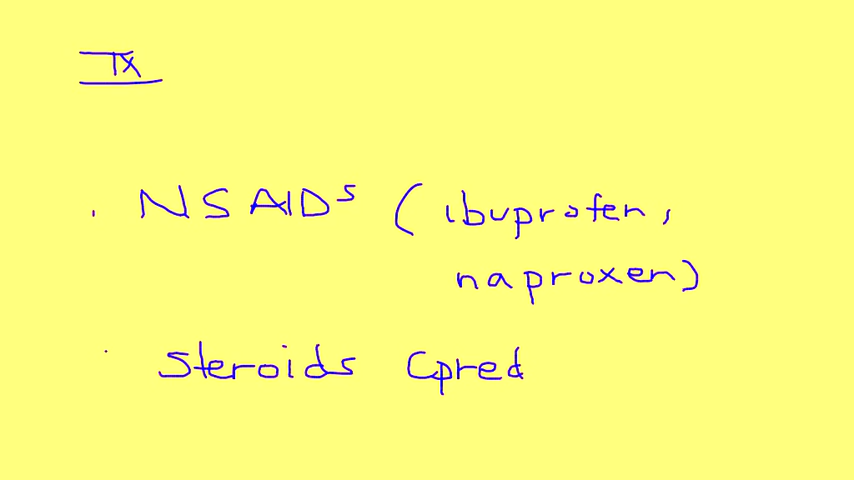 Tx
. NSAIDs (ibuprofen,
naproxen)
. Steroids (pred